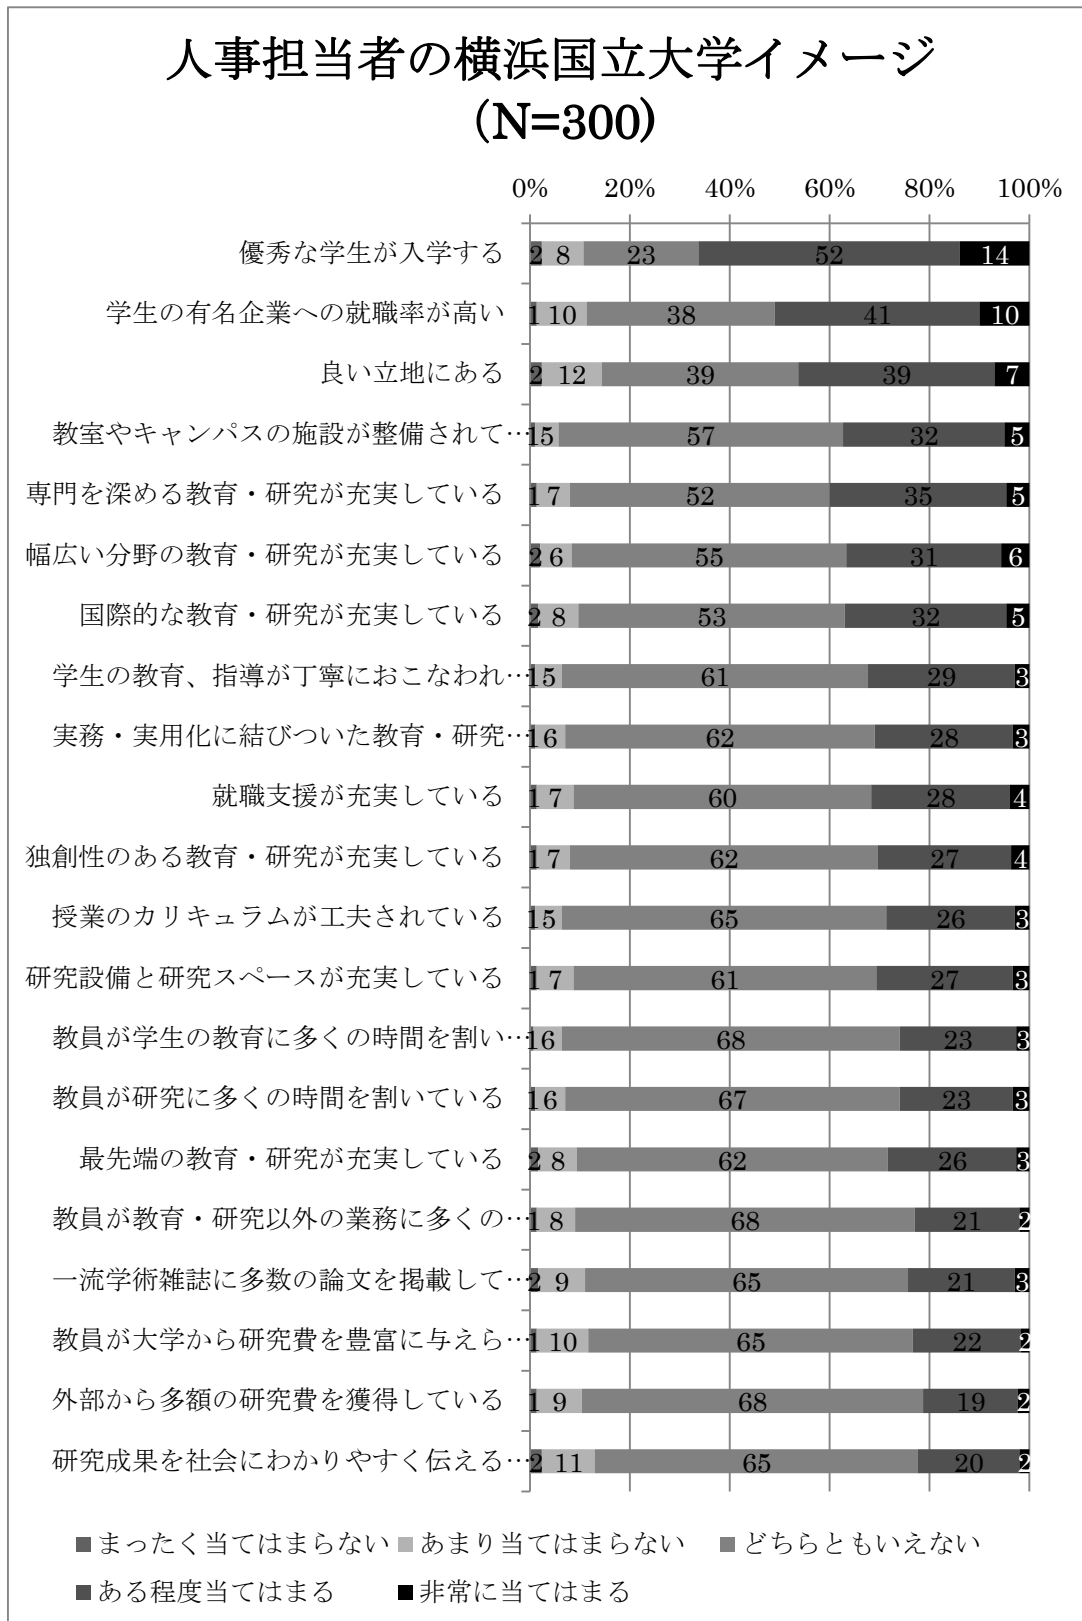 人事担当者の横浜国立大学イメージ
(N=300)
0% 20% 40% 60% 80% 100%
優秀な学生が入学する 2 8 23 52 14
学生の有名企業への就職率が高い 1 10 38 41 10
良い立地にある 2 12 39 39 7
教室やキャンパスの施設が整備されて… 1 5 57 32 5
専門を深める教育・研究が充実している 1 7 52 35 5
幅広い分野の教育・研究が充実している 2 6 55 31 6
国際的な教育・研究が充実している 2 8 53 32 5
学生の教育、指導が丁寧におこなわれ… 1 5 61 29 3
実務・実用化に結びついた教育・研究… 1 6 62 28 3
就職支援が充実している 1 7 60 28 4
独創性のある教育・研究が充実している 1 7 62 27 4
授業のカリキュラムが工夫されている 1 5 65 26 3
研究設備と研究スペースが充実している 1 7 61 27 3
教員が学生の教育に多くの時間を割い… 1 6 68 23 3
教員が研究に多くの時間を割いている 1 6 67 23 3
最先端の教育・研究が充実している 2 8 62 26 3
教員が教育・研究以外の業務に多くの… 1 8 68 21 2
一流学術雑誌に多数の論文を掲載して… 2 9 65 21 3
教員が大学から研究費を豊富に与えら… 1 10 65 22 2
外部から多額の研究費を獲得している 1 9 68 19 2
研究成果を社会にわかりやすく伝える… 2 11 65 20 2
まったく当てはまらない あまり当てはまらない どちらともいえない
ある程度当てはまる 非常に当てはまる